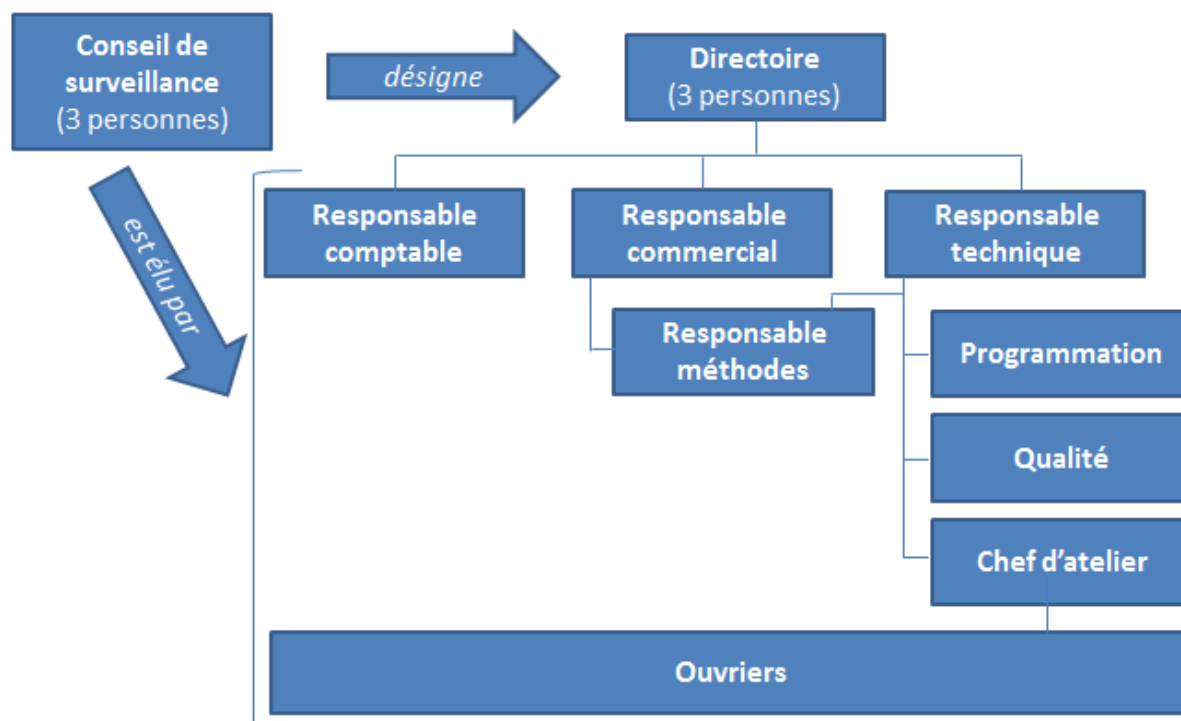 Conseil de
surveillance
(3 personnes)
désigne
Directoire
(3 personnes)
est élu par
Responsable
comptable
Responsable
commercial
Responsable
technique
Responsable
méthodes
Programmation
Qualité
Chef d’atelier
Ouvriers